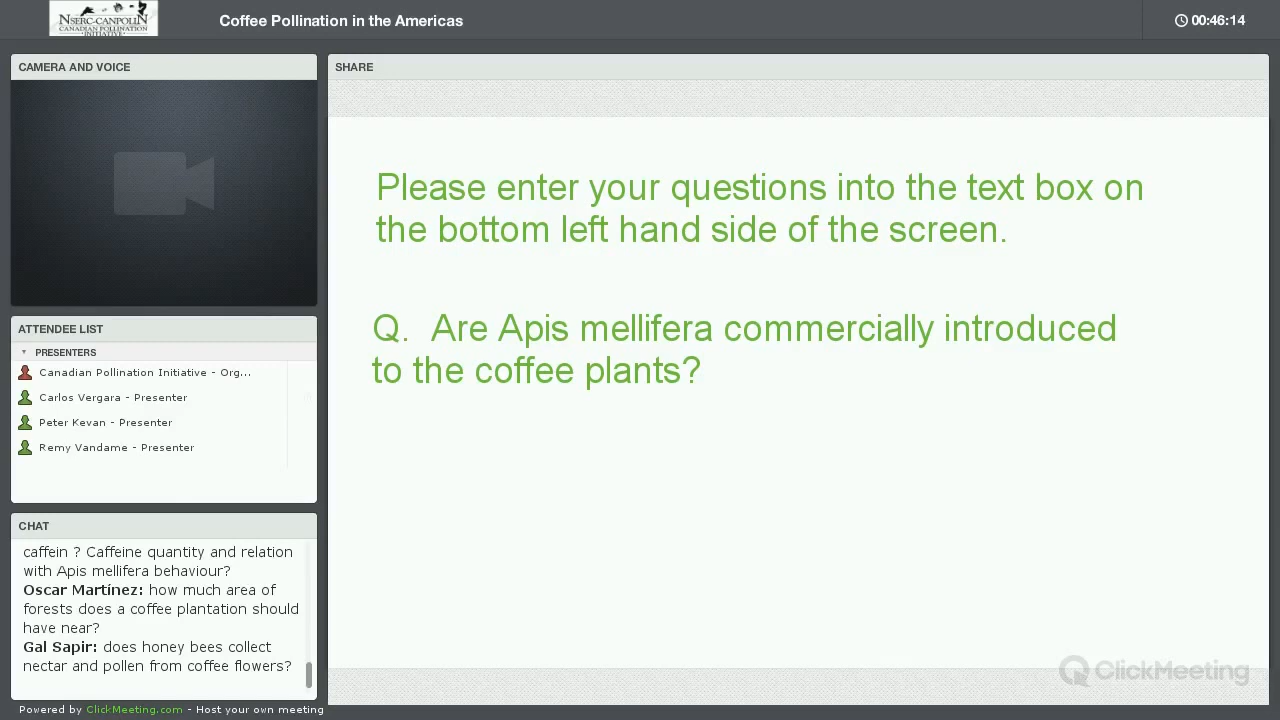 NSERC-CANPOLIN
CANADIAN POLLINATION
INITIATIVE
Coffee Pollination in the Americas
00:46:14
CAMERA AND VOICE
SHARE
Please enter your questions into the text box on
the bottom left hand side of the screen.
Q. Are Apis mellifera commercially introduced
to the coffee plants?
ATTENDEE LIST
PRESENTERS
Canadian Pollination Initiative - Org...
Carlos Vergara - Presenter
Peter Kevan - Presenter
Remy Vandame - Presenter
CHAT
caffein ? Caffeine quantity and relation
with Apis mellifera behaviour?
Oscar Martínez: how much area of
forests does a coffee plantation should
have near?
Gal Sapir: does honey bees collect
nectar and pollen from coffee flowers?
ClickMeeting
Powered by ClickMeeting.com - Host your own meeting